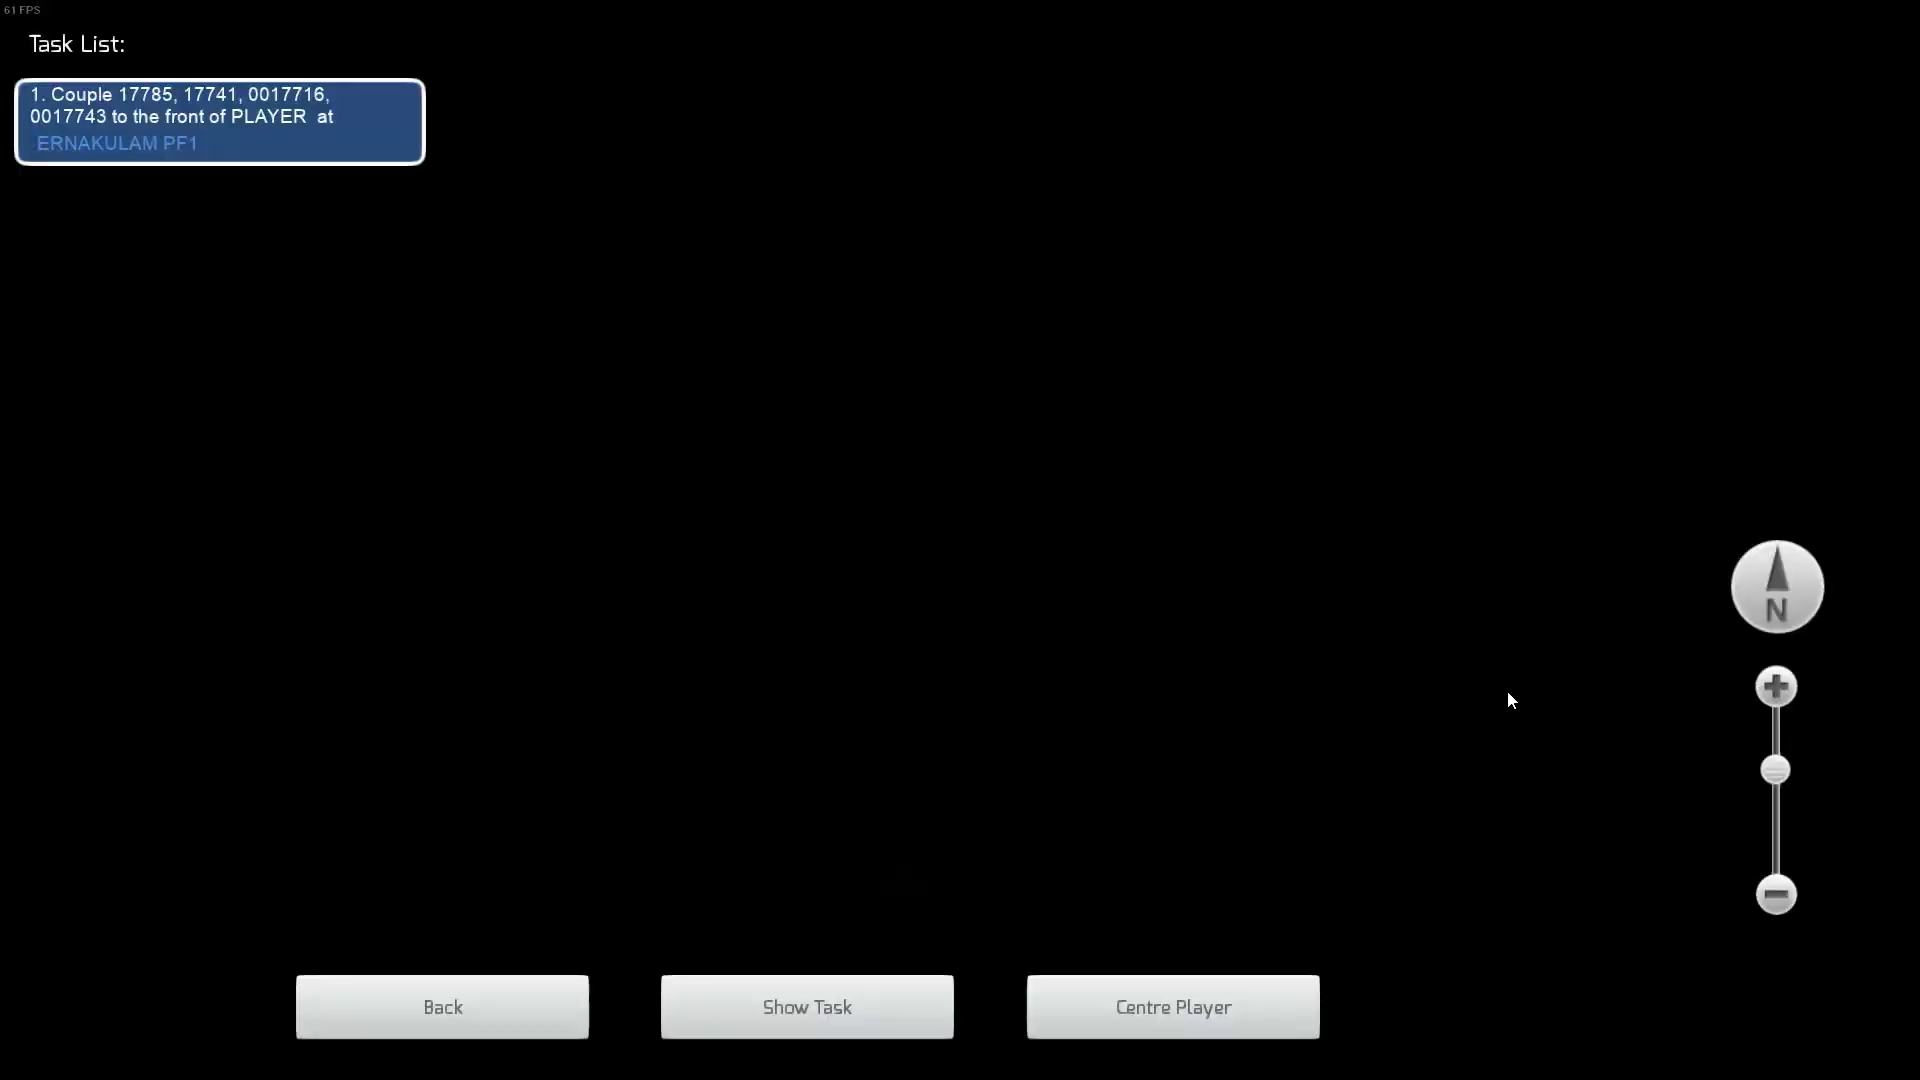 61 FPS
Task List:
1. Couple 17785, 17741, 0017716,
0017743 to the front of PLAYER  at
ERNAKULAM PF1
N
Back
Show Task
Centre Player